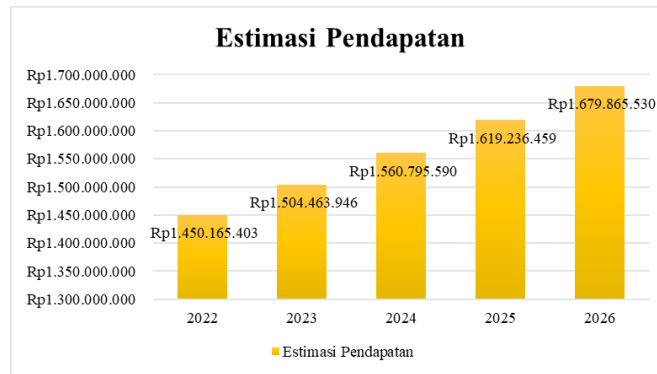 Estimasi Pendapatan
Rp1.700.000.000
Rp1.650.000.000
Rp1.600.000.000
Rp1.550.000.000
Rp1.500.000.000
Rp1.450.000.000
Rp1.400.000.000
Rp1.350.000.000
Rp1.300.000.000
Rp1.450.165.403
Rp1.504.463.946
Rp1.560.795.590
Rp1.619.236.459
Rp1.679.865.530
2022
2023
2024
2025
2026
Estimasi Pendapatan